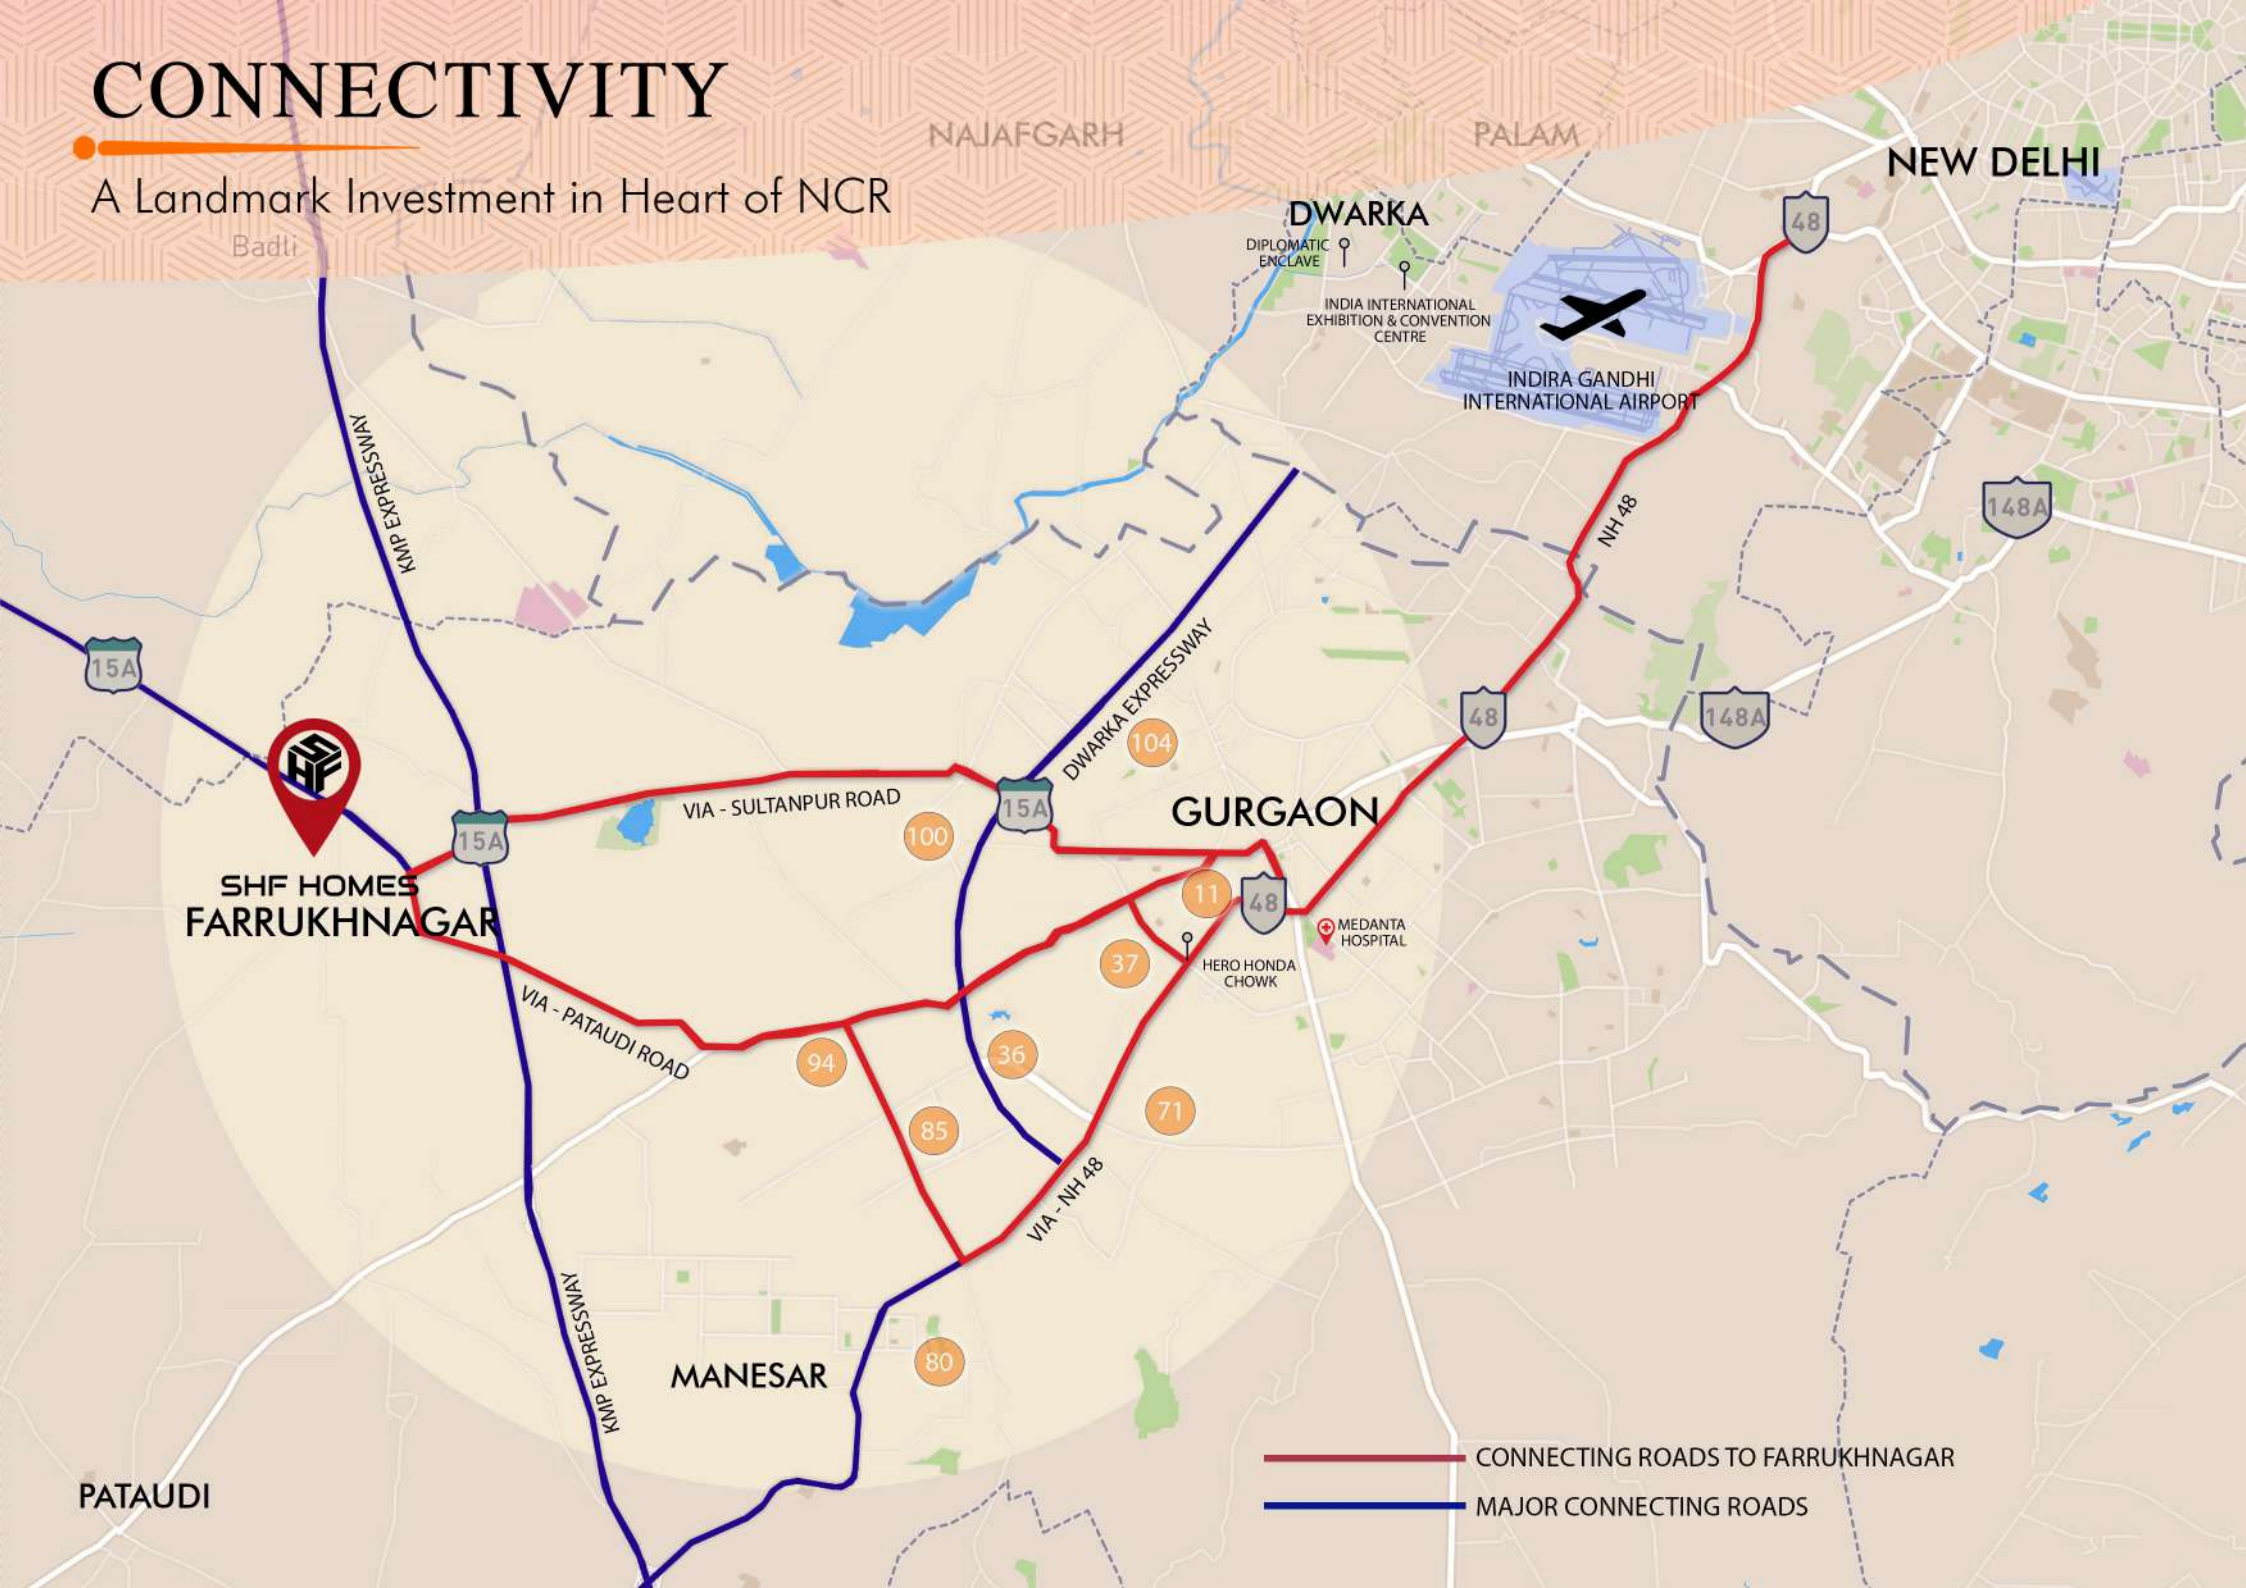 CONNECTIVITY
A Landmark Investment in Heart of NCR
Badli
NAJAFGARH
PALAM
NEW DELHI
DWARKA
DIPLOMATIC
ENCLAVE
INDIA INTERNATIONAL
EXHIBITION & CONVENTION
CENTRE
48
INDIRA GANDHI
INTERNATIONAL AIRPORT
KMP EXPRESSWAY
NH 48
148A
15A
DWARKA EXPRESSWAY
48
148A
104
SHF
15A
VIA - SULTANPUR ROAD
100
15A
GURGAON
SHF HOMES
FARRUKHNAGAR
11
48
MEDANTA
HOSPITAL
37
HERO HONDA
CHOWK
VIA - PATAUDI ROAD
94
36
85
71
VIA - NH 48
KMP EXPRESSWAY
MANESAR
80
PATAUDI
CONNECTING ROADS TO FARRUKHNAGAR
MAJOR CONNECTING ROADS